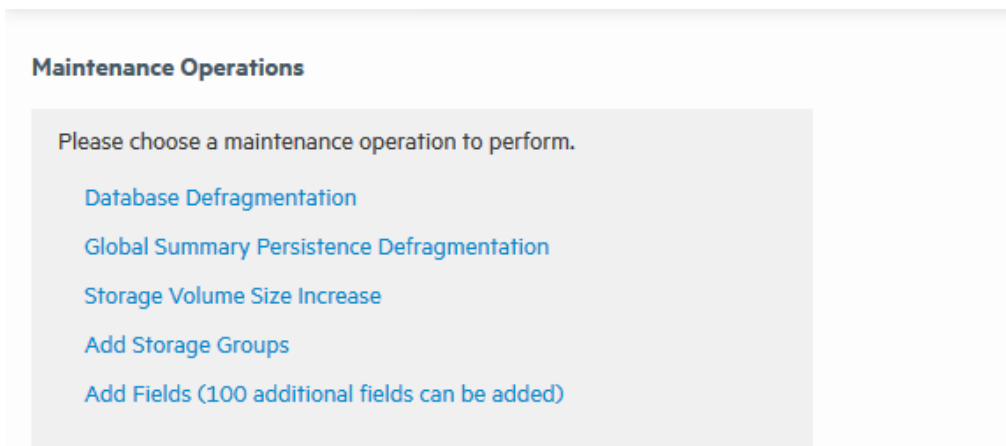 Maintenance Operations
Please choose a maintenance operation to perform.
Database Defragmentation
Global Summary Persistence Defragmentation
Storage Volume Size Increase
Add Storage Groups
Add Fields (100 additional fields can be added)